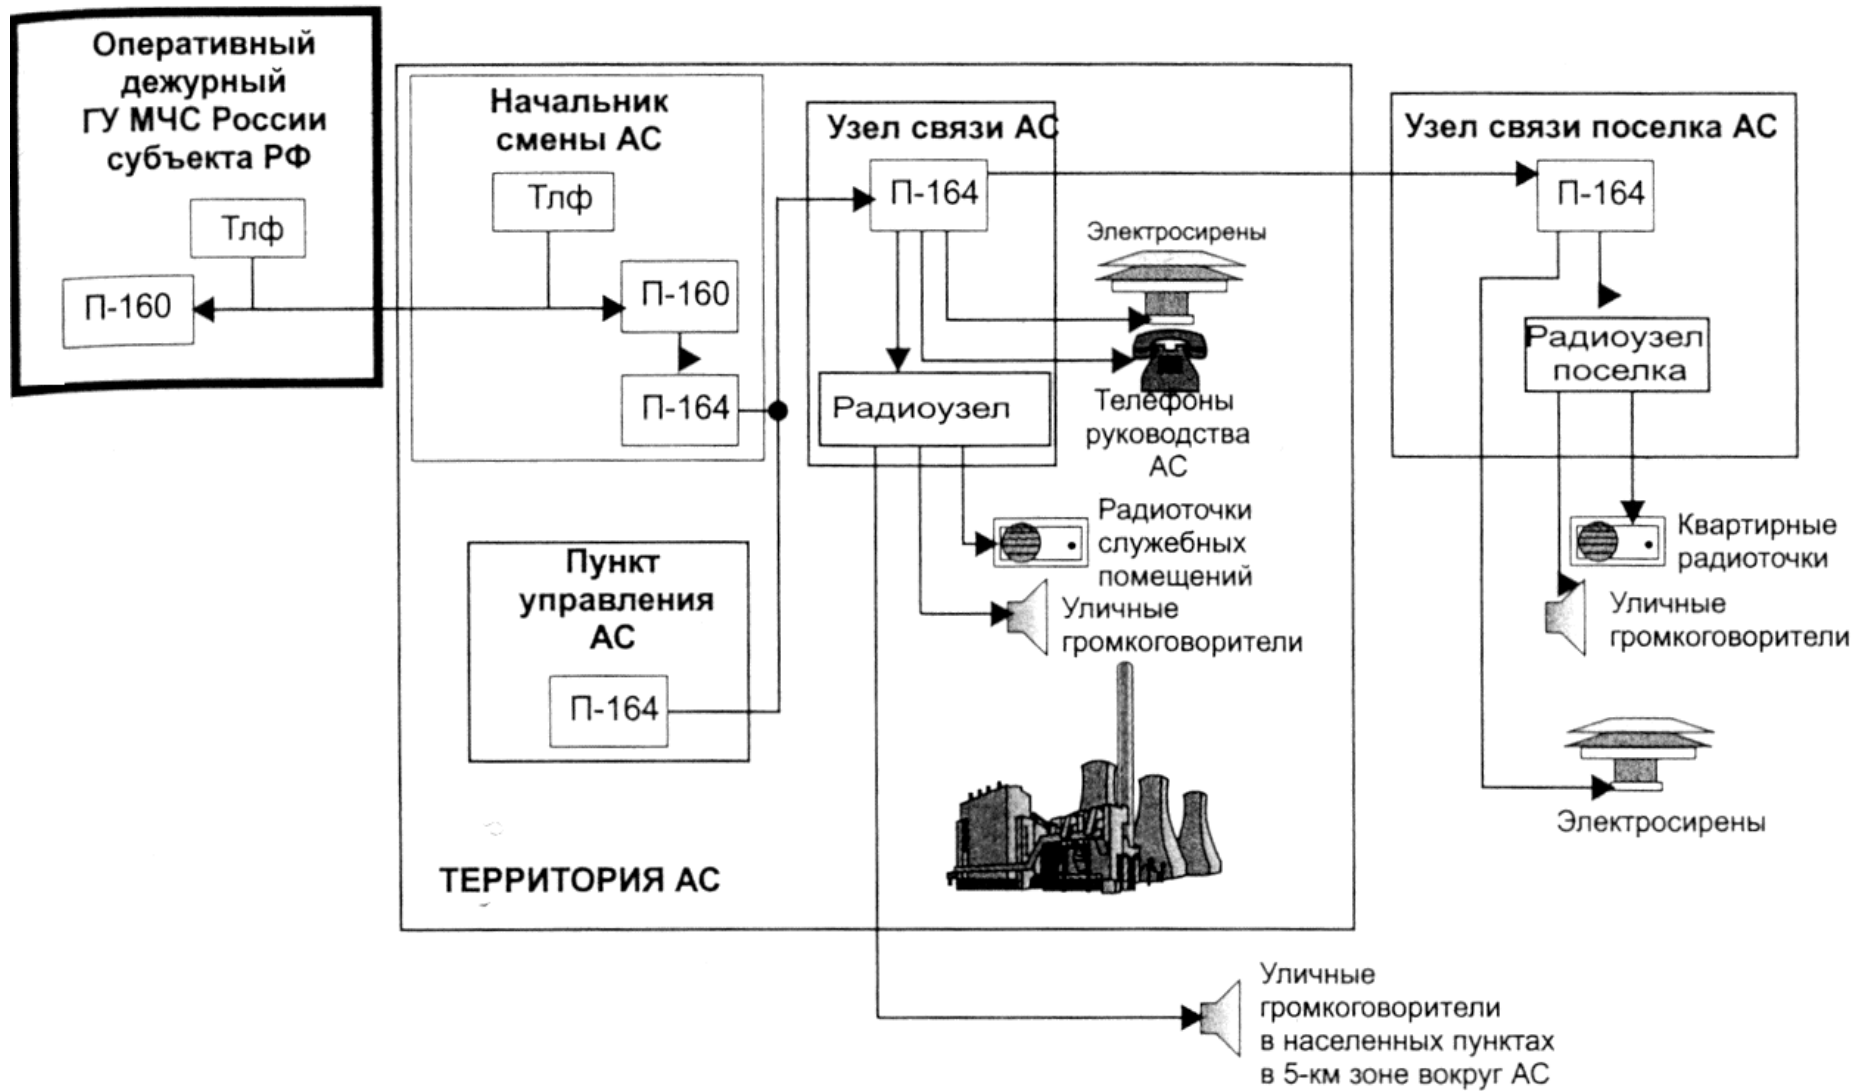 Оперативный
дежурный
ГУ МЧС России
субъекта РФ
Тлф
П-160
Начальник
смены АС
Тлф
П-160
П-164
Узел связи АС
П-164
Радиоузел
Электросирены
Телефоны
руководства
АС
Радиоточки
служебных
помещений
Уличные
громкоговорители
Пункт
управления
АС
П-164
ТЕРРИТОРИЯ АС
Узел связи поселка АС
П-164
Радиоузел
поселка
Квартирные
радиоточки
Уличные
громкоговорители
Электросирены
Уличные
громкоговорители
в населенных пунктах
в 5-км зоне вокруг АС